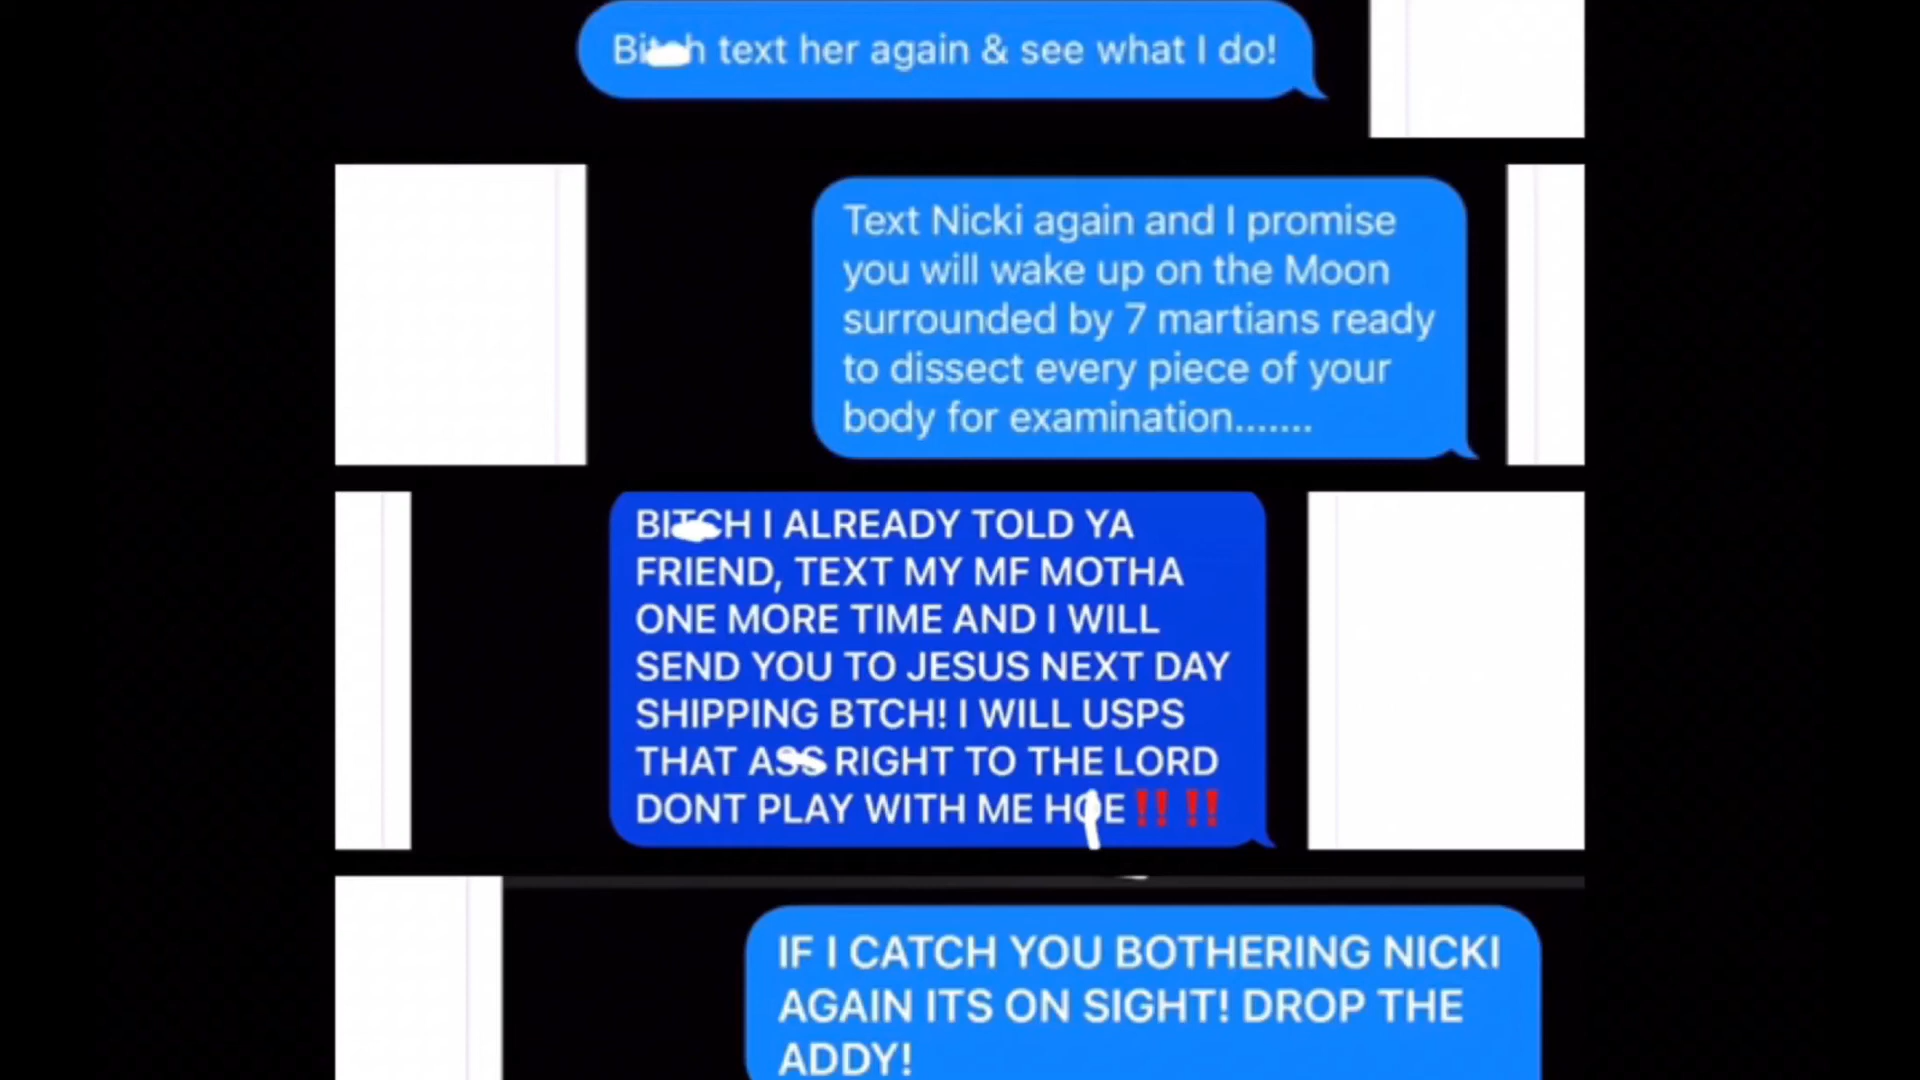 Bitch text her again & see what I do!
Text Nicki again and I promise
you will wake up on the Moon
surrounded by 7 martians ready
to dissect every piece of your
body for examination.......
BITCH I ALREADY TOLD YA
FRIEND, TEXT MY MF MOTHA
ONE MORE TIME AND I WILL
SEND YOU TO JESUS NEXT DAY
SHIPPING BTCH! I WILL USPS
THAT ASS RIGHT TO THE LORD
DONT PLAY WITH ME HOE‼️ ‼️
IF I CATCH YOU BOTHERING NICKI
AGAIN ITS ON SIGHT! DROP THE
ADDY!